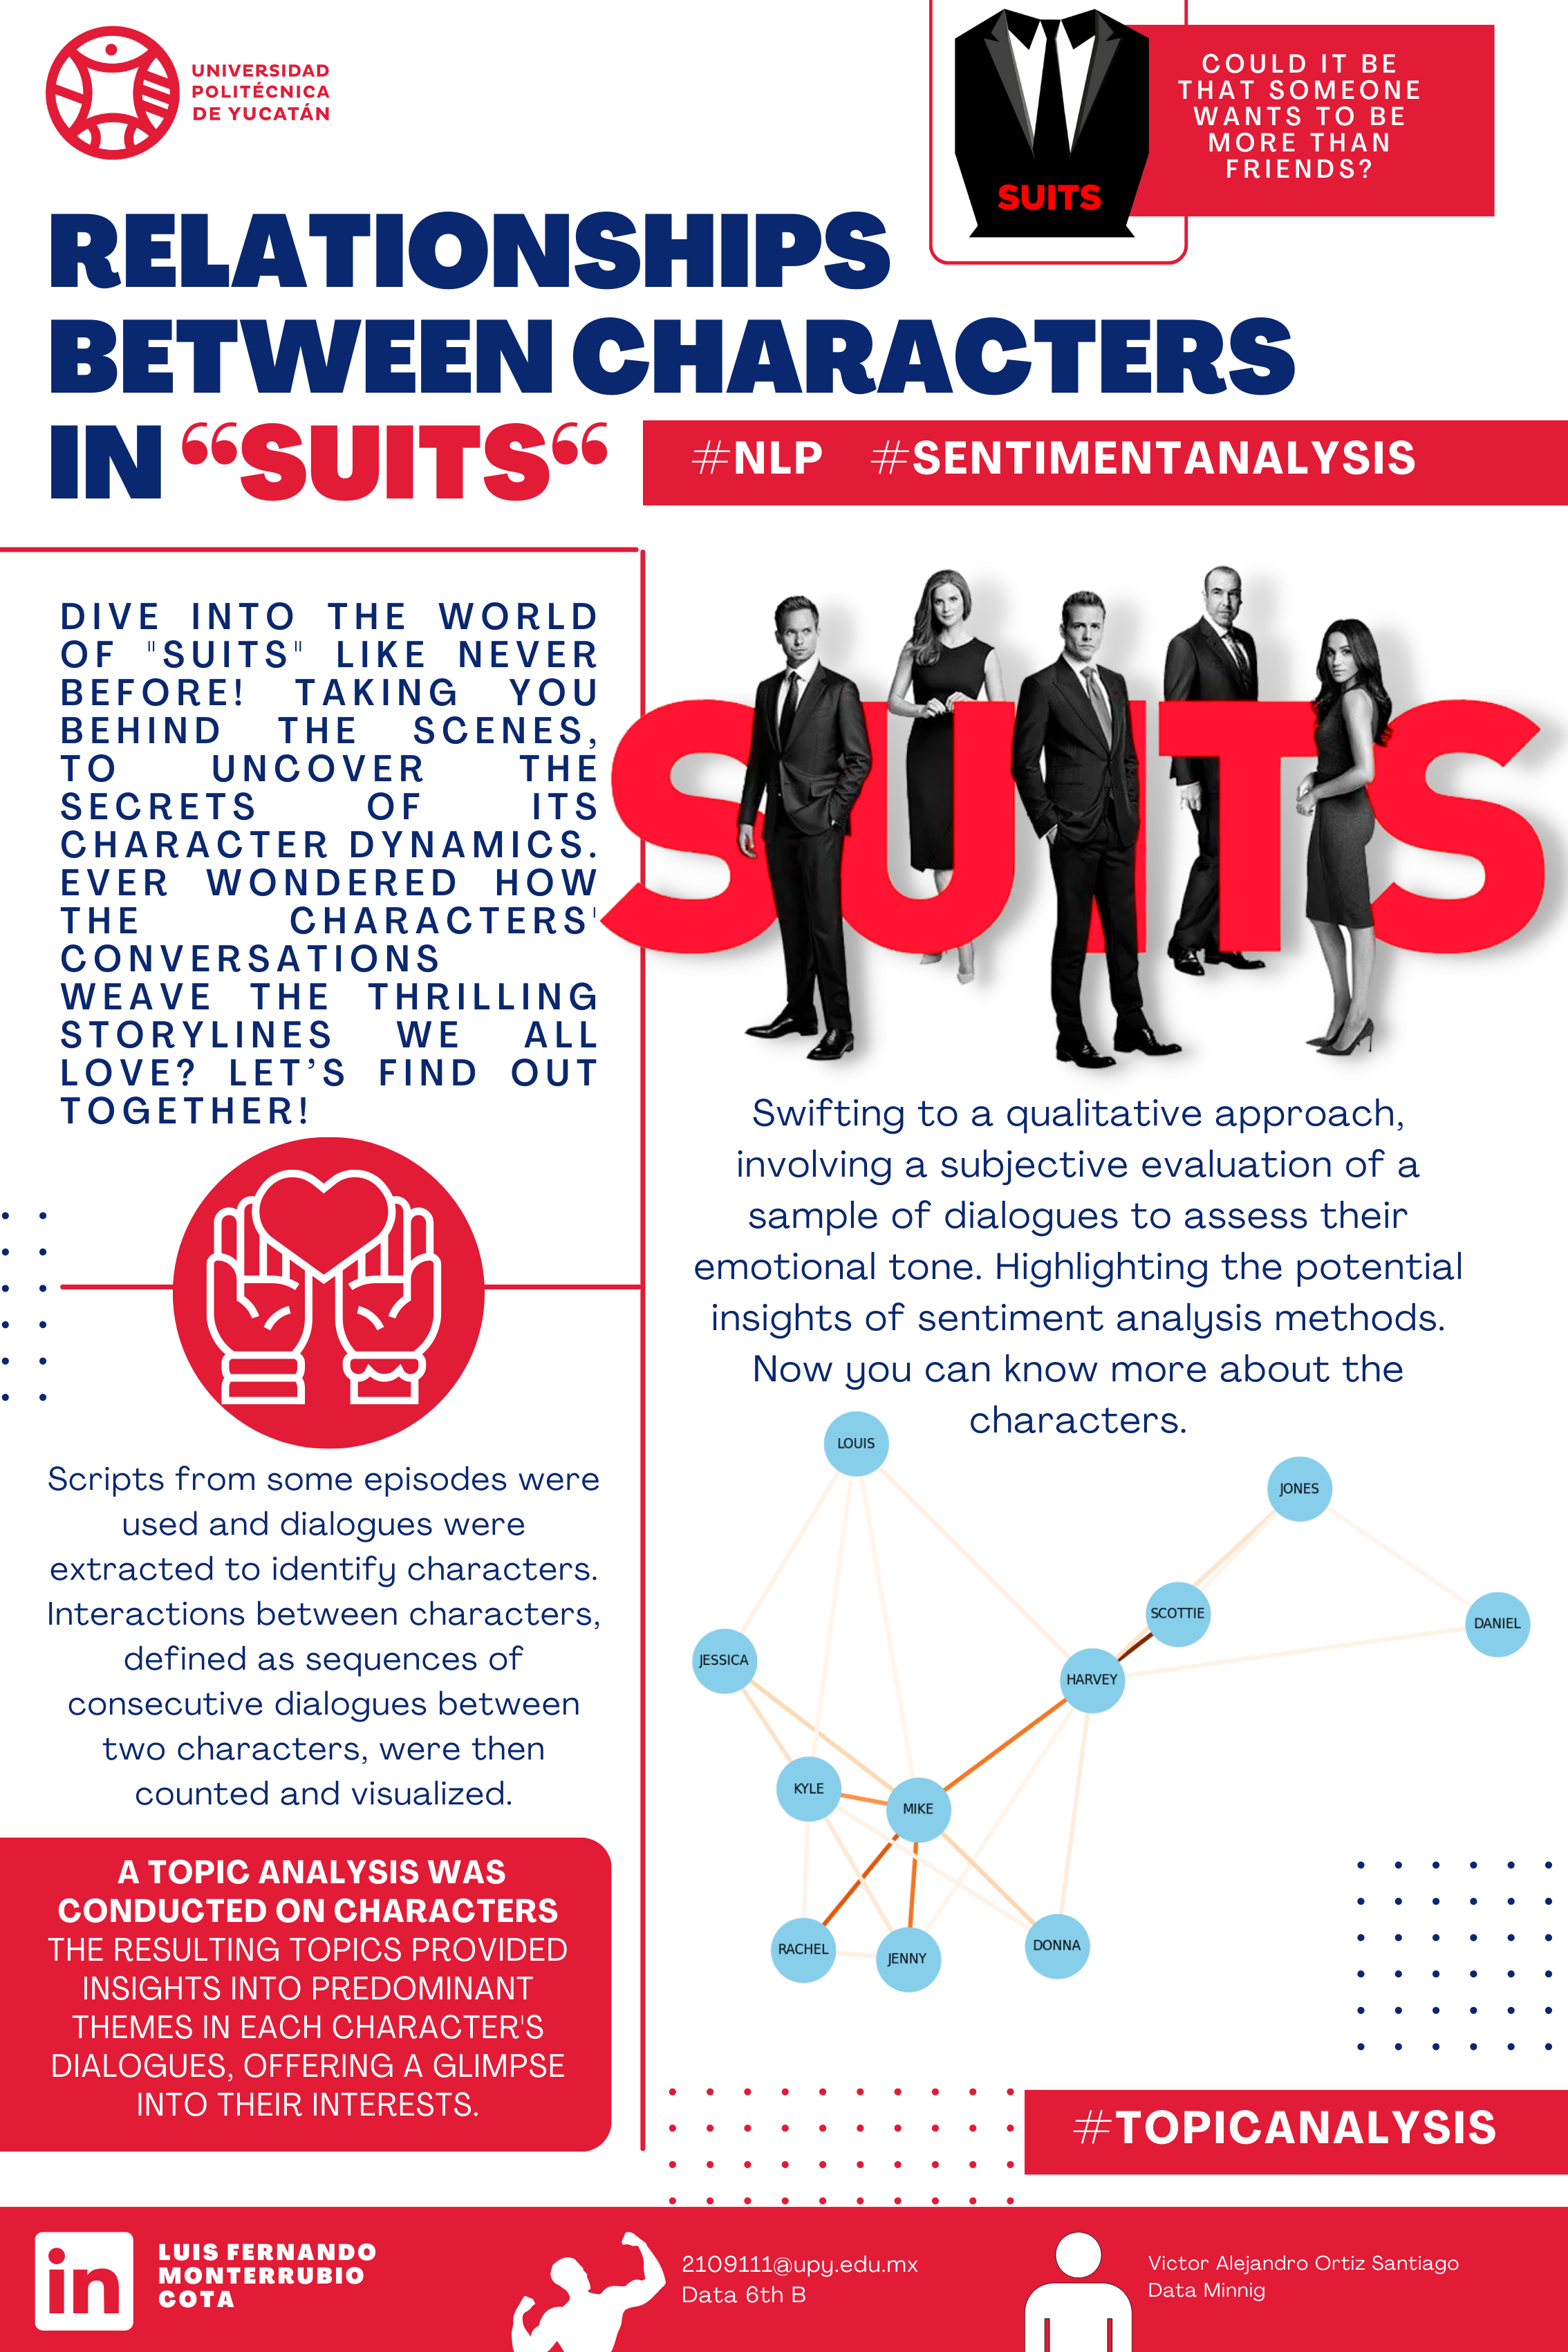 UNIVERSIDAD
POLITÉCNICA
DE YUCATÁN
SUITS
COULD IT BE
THAT SOMEONE
WANTS TO BE
MORE THAN
FRIENDS?
RELATIONSHIPS
BETWEEN CHARACTERS
IN “SUITS“
#NLP #SENTIMENTANALYSIS
DIVE INTO THE WORLD
OF "SUITS" LIKE NEVER
BEFORE! TAKING YOU
BEHIND THE SCENES,
TO UNCOVER THE
SECRETS OF ITS
CHARACTER DYNAMICS.
EVER WONDERED HOW
THE CHARACTERS'
CONVERSATIONS
WEAVE THE THRILLING
STORYLINES WE ALL
LOVE? LET’S FIND OUT
TOGETHER!
SUITS
Swifting to a qualitative approach,
involving a subjective evaluation of a
sample of dialogues to assess their
emotional tone. Highlighting the potential
insights of sentiment analysis methods.
Now you can know more about the
characters.
Scripts from some episodes were
used and dialogues were
extracted to identify characters.
Interactions between characters,
defined as sequences of
consecutive dialogues between
two characters, were then
counted and visualized.
A TOPIC ANALYSIS WAS
CONDUCTED ON CHARACTERS
THE RESULTING TOPICS PROVIDED
INSIGHTS INTO PREDOMINANT
THEMES IN EACH CHARACTER'S
DIALOGUES, OFFERING A GLIMPSE
INTO THEIR INTERESTS.
LOUIS
JONES
SCOTTIE
DANIEL
JESSICA
HARVEY
KYLE
MIKE
RACHEL
JENNY
DONNA
#TOPICANALYSIS
in
LUIS FERNANDO
MONTERRUBIO
COTA
2109111@upy.edu.mx
Data 6th B
Victor Alejandro Ortiz Santiago
Data Minnig